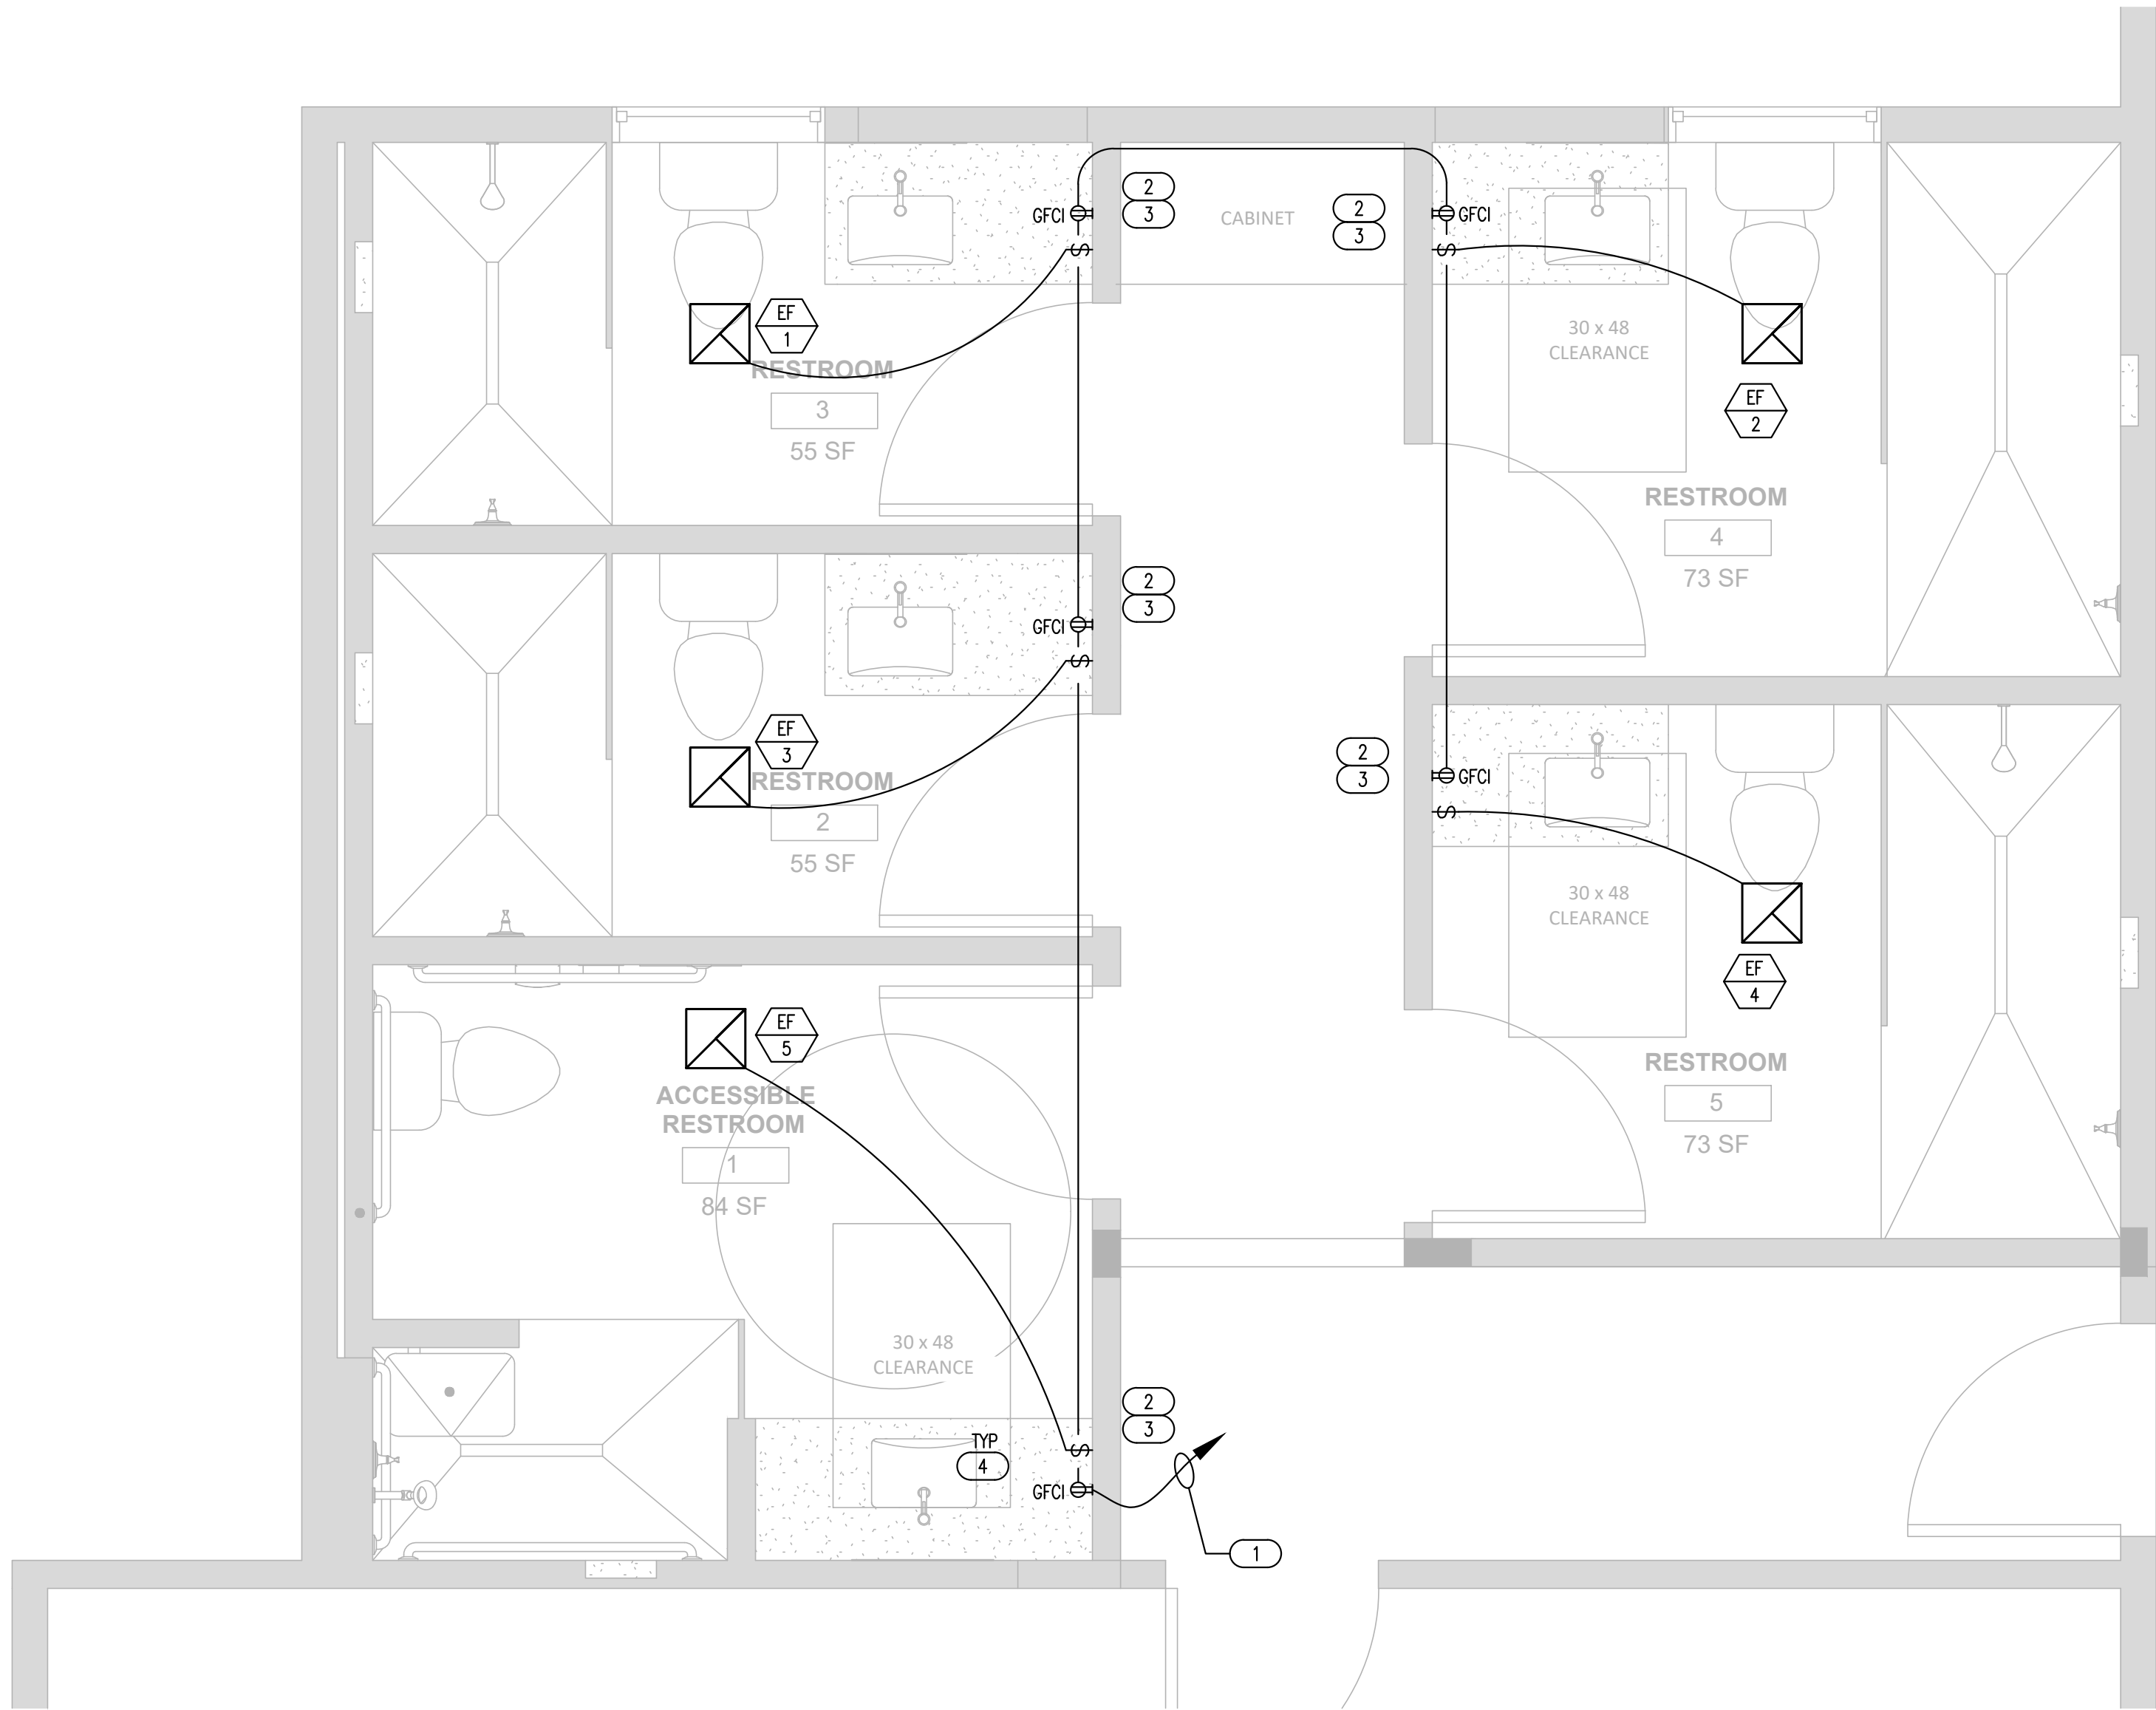 2
3
GFCI
S
CABINET
2
3
GFCI
S
EF
1
RESTROOM
3
55 SF
30 x 48
CLEARANCE
EF
2
RESTROOM
4
73 SF
2
3
GFCI
S
EF
3
RESTROOM
2
55 SF
2
3
GFCI
S
30 x 48
CLEARANCE
EF
4
RESTROOM
5
73 SF
EF
5
ACCESSIBLE
RESTROOM
1
84 SF
30 x 48
CLEARANCE
2
3
TYP
4
S
GFCI
1